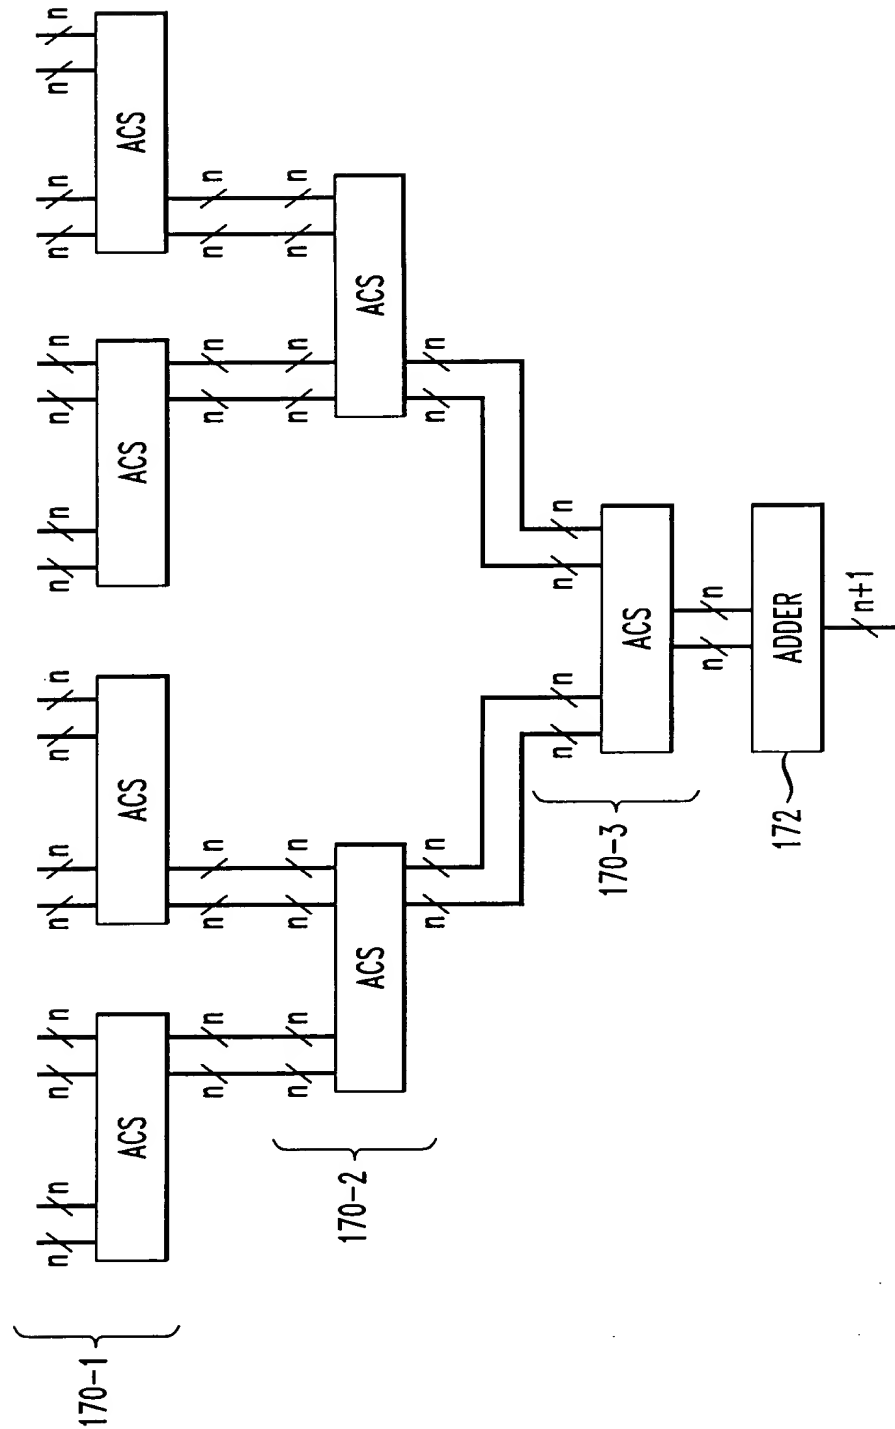 n n n n n n n n n n n n n n n n
170-1
ACS ACS ACS ACS
n n n n n n n n
n n n n n n n n
170-2
ACS ACS
n n n n
n n n n
170-3
ACS
n n
172
ADDER
n+1